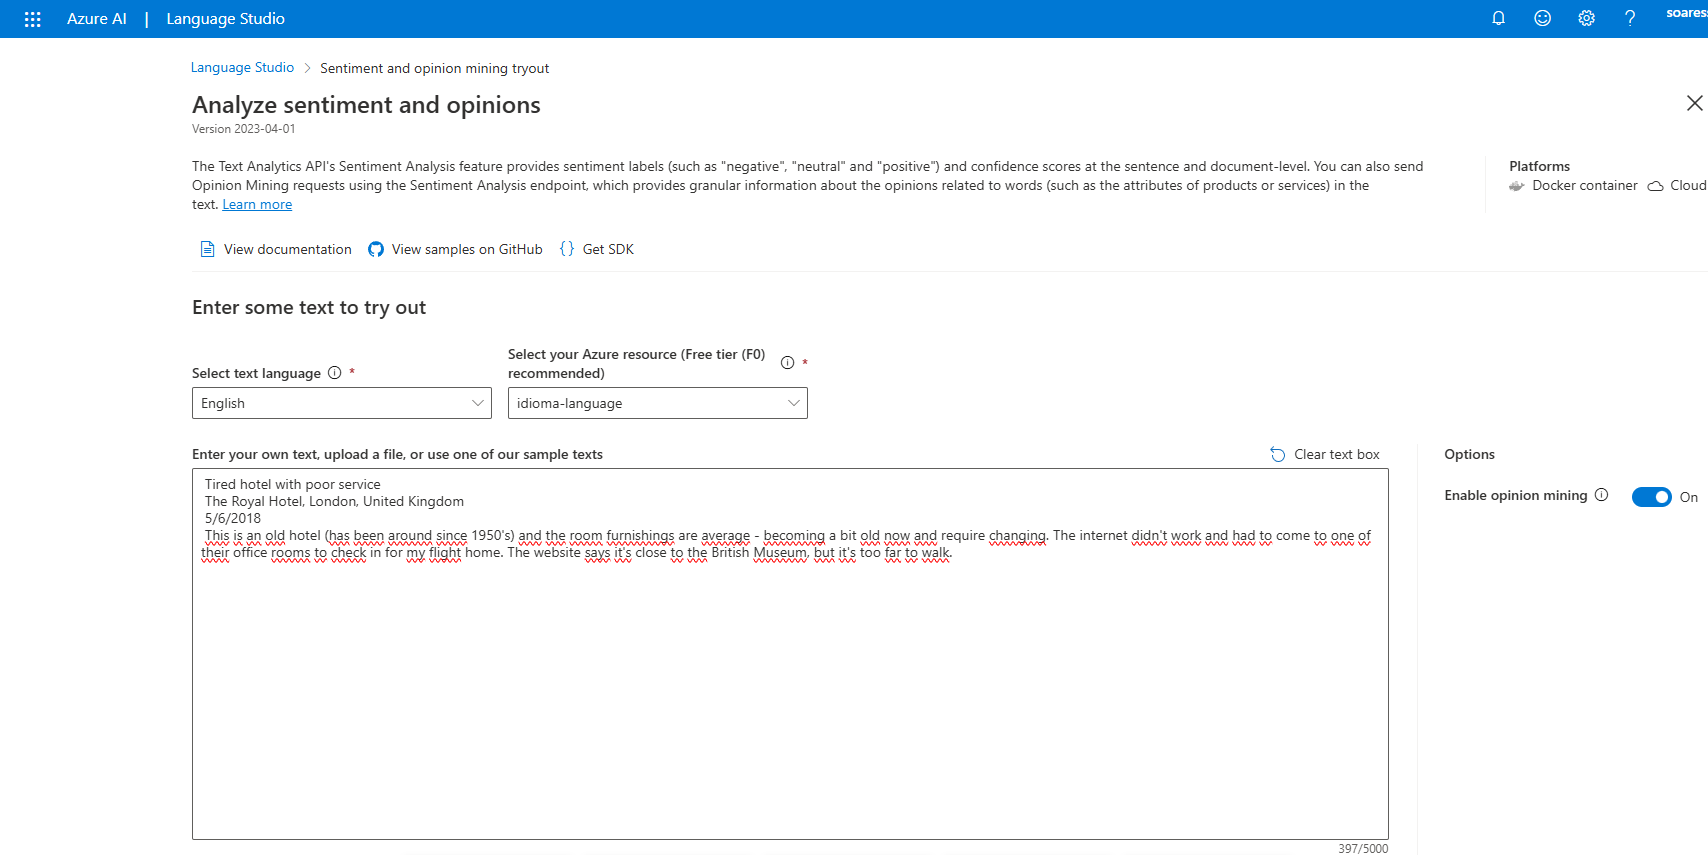 Azure AI | Language Studio
soares
Language Studio > Sentiment and opinion mining tryout
Analyze sentiment and opinions
Version 2023-04-01
The Text Analytics API's Sentiment Analysis feature provides sentiment labels (such as "negative", "neutral" and "positive") and confidence scores at the sentence and document-level. You can also send
Opinion Mining requests using the Sentiment Analysis endpoint, which provides granular information about the opinions related to words (such as the attributes of products or services) in the
text. Learn more
Platforms
Docker container Cloud
View documentation View samples on GitHub {} Get SDK
Enter some text to try out
Select text language *
Select your Azure resource (Free tier (F0)
recommended) *
English
idioma-language
Enter your own text, upload a file, or use one of our sample texts
Clear text box
Tired hotel with poor service
The Royal Hotel, London, United Kingdom
5/6/2018
This is an old hotel (has been around since 1950's) and the room furnishings are average - becoming a bit old now and require changing. The internet didn't work and had to come to one of
their office rooms to check in for my flight home. The website says it's close to the British Museum, but it's too far to walk.
397/5000
Options
Enable opinion mining On